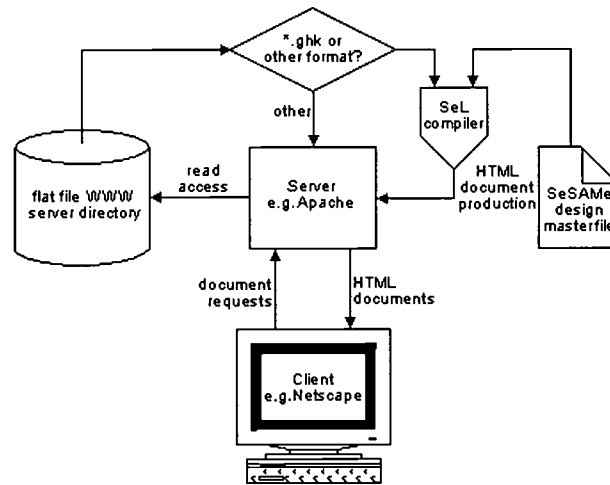 *.ghk or
other format?
SeL
compiler
other
read
access
flat file WWW
server directory
Server
e.g.Apache
HTML
document
production
SeSAMe
design
masterfile
document
requests
HTML
documents
Client
e.g.Netscape